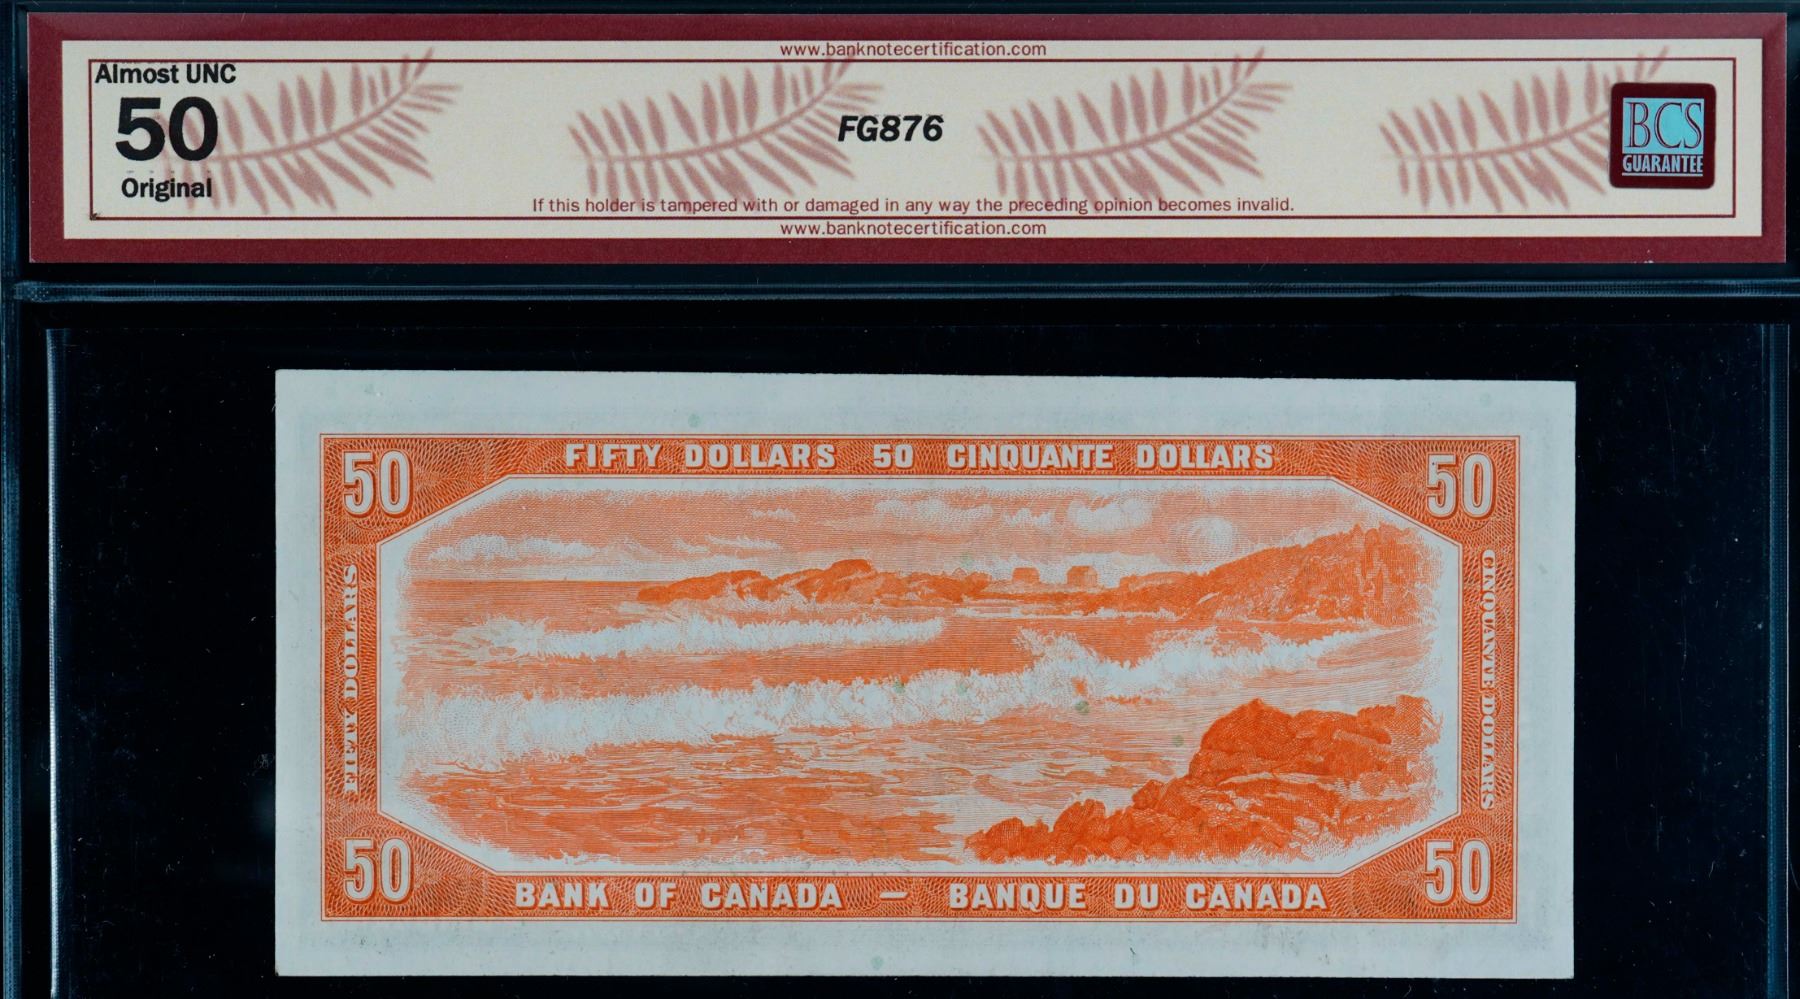 www.banknotecertification.com
Almost UNC
50
Original
FG876
BCS
GUARANTEE
If this holder is tampered with or damaged in any way the preceding opinion becomes invalid.
www.banknotecertification.com
FIFTY DOLLARS 50 CINQUANTE DOLLARS
50
50
FIFTY DOLLARS
CINQUANTE DOLLARS
50
50
BANK OF CANADA — BANQUE DU CANADA